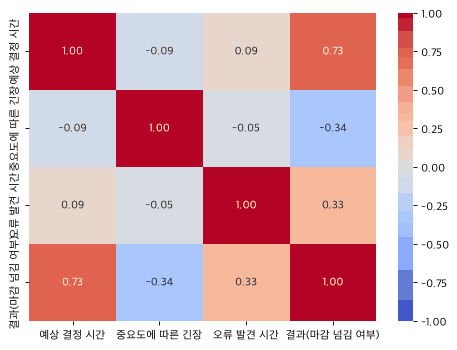 1.00 -0.09 0.09 0.73
-0.09 1.00 -0.05 -0.34
0.09 -0.05 1.00 0.33
0.73 -0.34 0.33 1.00
예상 결정 시간
중요도에 따른 긴장
오류 발견 시간
결과(마감 넘김 여부)
예상 결정 시간 중요도에 따른 긴장 오류 발견 시간 결과(마감 넘김 여부)
1.00
0.75
0.50
0.25
0.00
-0.25
-0.50
-0.75
-1.00